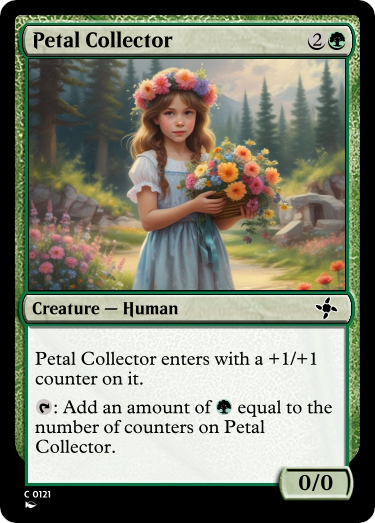 Petal Collector 2
Creature — Human
Petal Collector enters with a +1/+1
counter on it.
: Add an amount of equal to the
number of counters on Petal
Collector.
0/0
C 0121